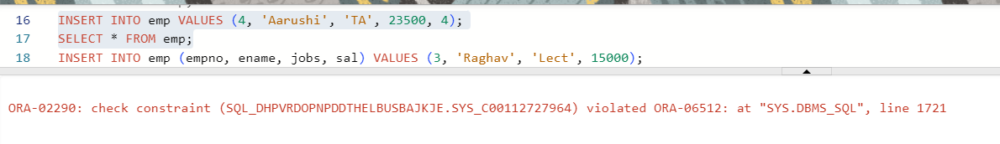 16 INSERT INTO emp VALUES (4, 'Aarushi', 'TA', 23500, 4);
17 SELECT * FROM emp;
18 INSERT INTO emp (empno, ename, jobs, sal) VALUES (3, 'Raghav', 'Lect', 15000);
ORA-02290: check constraint (SQL_DHPVRDOPNPDDTHELBUSBAJKJE.SYS_C00112727964) violated ORA-06512: at "SYS.DBMS_SQL", line 1721